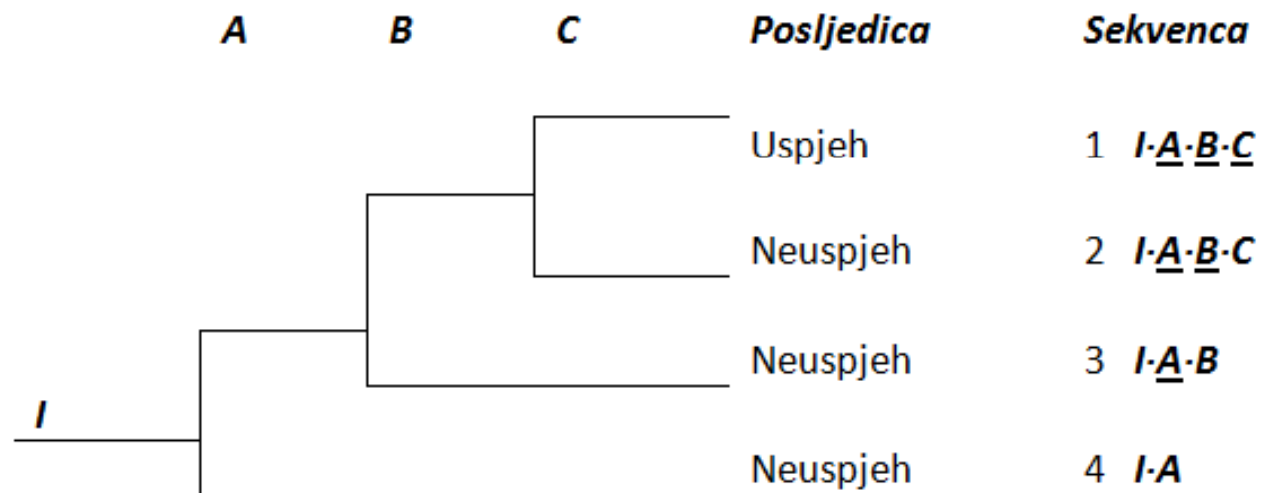 A B C Posljedica Sekvenca
Uspjeh 1 I·A·B·C
Neuspjeh 2 I·A·B·C
Neuspjeh 3 I·A·B
I
Neuspjeh 4 I·A